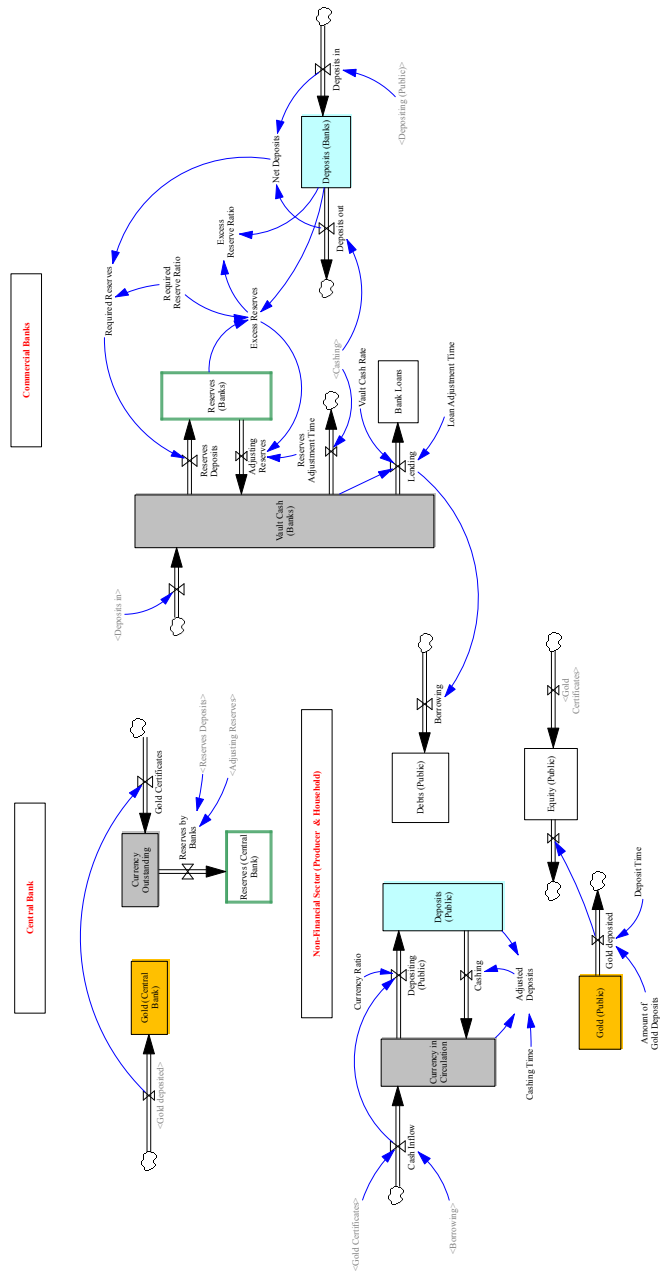 Central Bank
Commercial Banks
<Gold deposited>
Gold (Central
Bank)
Currency
Outstanding
Gold Certificates
Reserves by
Banks
<Reserves Deposits>
<Adjusting Reserves>
Reserves (Central
Bank)
<Deposits in>
Vault Cash
(Banks)
Reserves
Deposits
Reserves
(Banks)
Adjusting
Reserves
Reserves
Adjustment Time
Required Reserves
Required
Reserve Ratio
Excess
Reserve Ratio
Excess Reserves
Net Deposits
Deposits in
Deposits (Banks)
Deposits out
<Depositing (Public)>
<Cashing>
Vault Cash Rate
Bank Loans
Lending
Loan Adjustment Time
Non-Financial Sector (Producer & Household)
<Gold Certificates>
Cash Inflow
<Borrowing>
Currency Ratio
Currency in
Circulation
Depositing
(Public)
Deposits
(Public)
Cashing
Adjusted
Deposits
Cashing Time
Debts (Public)
Borrowing
Gold (Public)
Gold deposited
Amount of
Gold Deposits
Deposit Time
Equity (Public)
<Gold
Certificates>